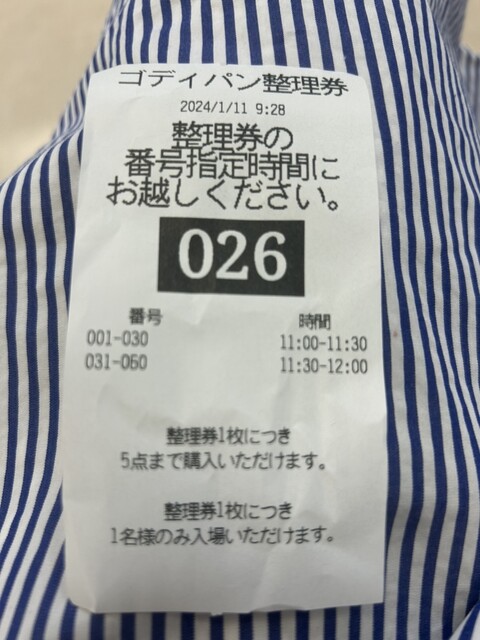 ゴディパン整理券
2024/1/11 9:28
整理券の
番号指定時間に
お越しください。
026
番号 時間
001-030 11:00-11:30
031-060 11:30-12:00
整理券1枚につき
5点まで購入いただけます。
整理券1枚につき
1名様のみ入場いただけます。